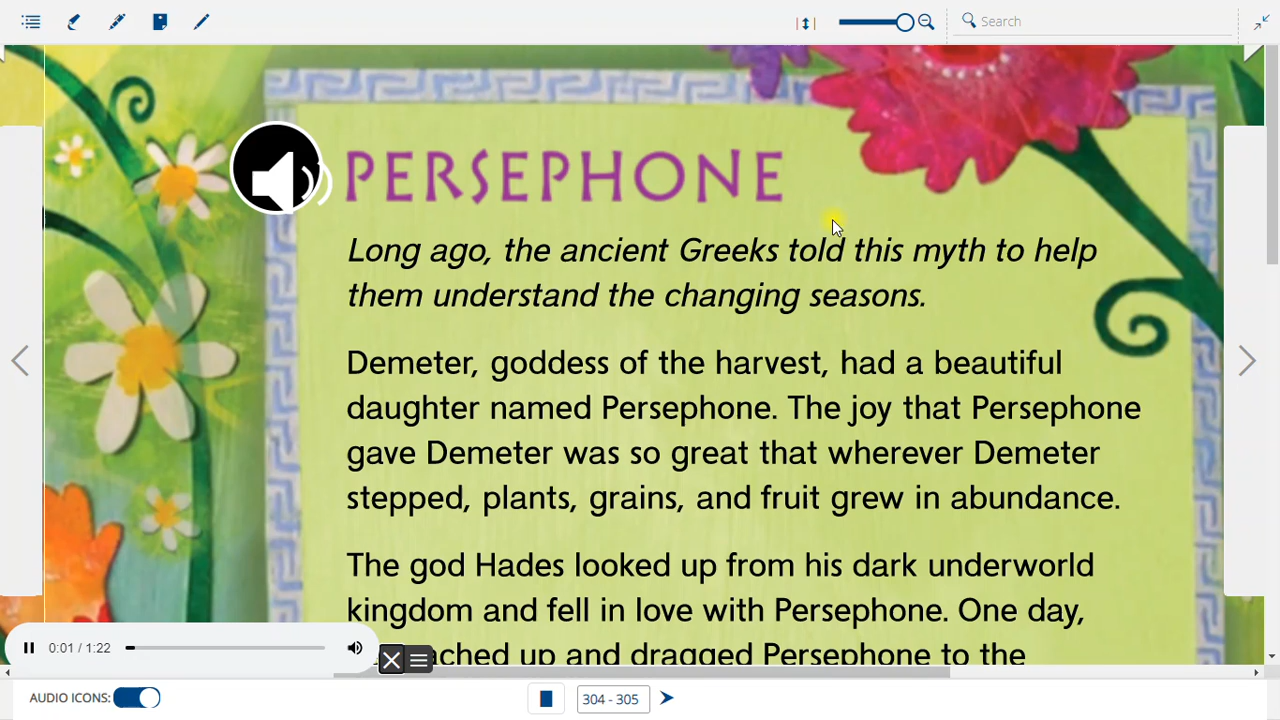 Search
PERSEPHONE
Long ago, the ancient Greeks told this myth to help
them understand the changing seasons.
Demeter, goddess of the harvest, had a beautiful
daughter named Persephone. The joy that Persephone
gave Demeter was so great that wherever Demeter
stepped, plants, grains, and fruit grew in abundance.
The god Hades looked up from his dark underworld
kingdom and fell in love with Persephone. One day,
up and dragged Persephone to the
0:01 / 1:22
AUDIO ICONS:
304 - 305